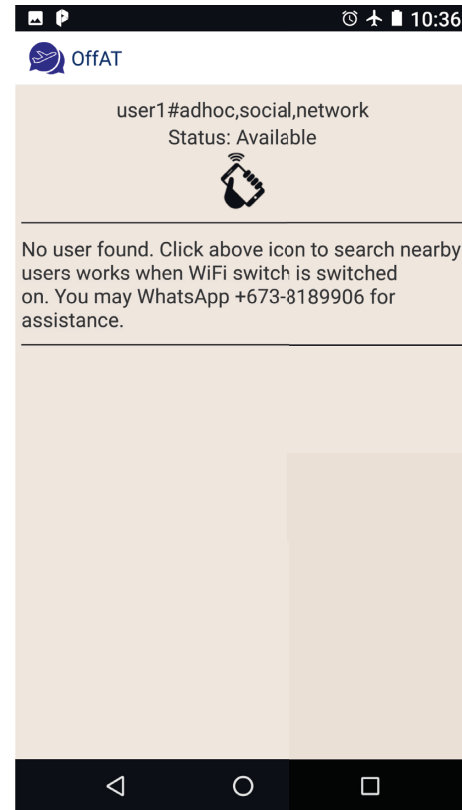 10:36
OffAT
user1#adhoc,social,network
Status: Available
No user found. Click above icon to search nearby
users works when WiFi switch is switched
on. You may WhatsApp +673-8189906 for
assistance.